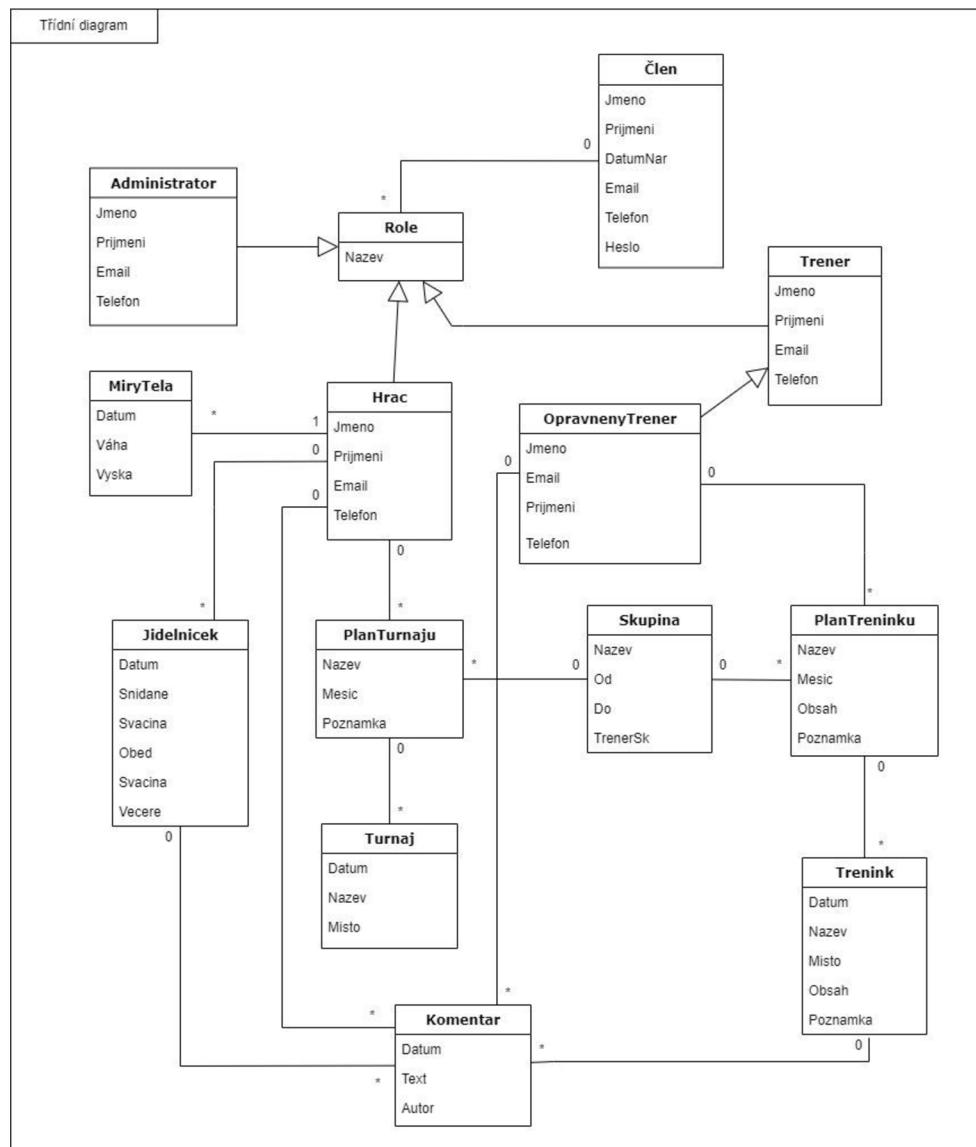 Třídní diagram
Člen
Jmeno
Prijmeni
DatumNar
Email
Telefon
Heslo
0
*
Administrator
Jmeno
Prijmeni
Email
Telefon
Role
Nazev
Trener
Jmeno
Prijmeni
Email
Telefon
MiryTela
Datum
Váha
Vyska
*
1
0
0
Hrac
Jmeno
Prijmeni
Email
Telefon
0
OpravnenyTrener
Jmeno
Email
Prijmeni
Telefon
0
0
*
*
*
Jidelnicek
Datum
Snidane
Svacina
Obed
Svacina
Vecere
0
PlanTurnaju
Nazev
Mesic
Poznamka
*
0
0
Skupina
Nazev
Od
Do
TrenerSk
0
*
PlanTreninku
Nazev
Mesic
Obsah
Poznamka
0
*
Turnaj
Datum
Nazev
Misto
*
Trenink
Datum
Nazev
Misto
Obsah
Poznamka
0
*
*
*
*
Komentar
Datum
Text
Autor